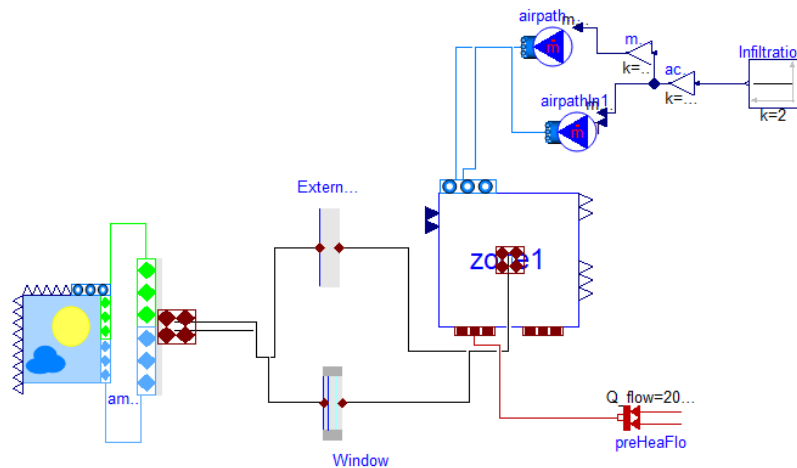 airpath...
m...
m...
k=...
ac...
k=...
Infiltratio
k=2
airpathIn1
m...
ṁ
ṁ
Extern...
zone1
am...
Window
Q_flow=20...
preHeaFlo